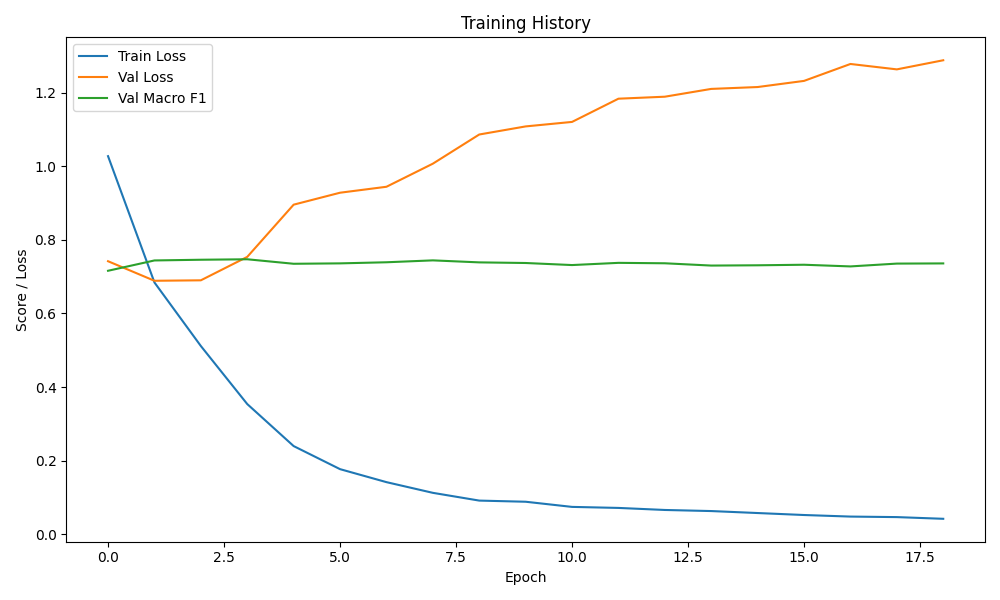 Training History
Train Loss
Val Loss
Val Macro F1
Score / Loss
1.2
1.0
0.8
0.6
0.4
0.2
0.0
0.0 2.5 5.0 7.5 10.0 12.5 15.0 17.5
Epoch